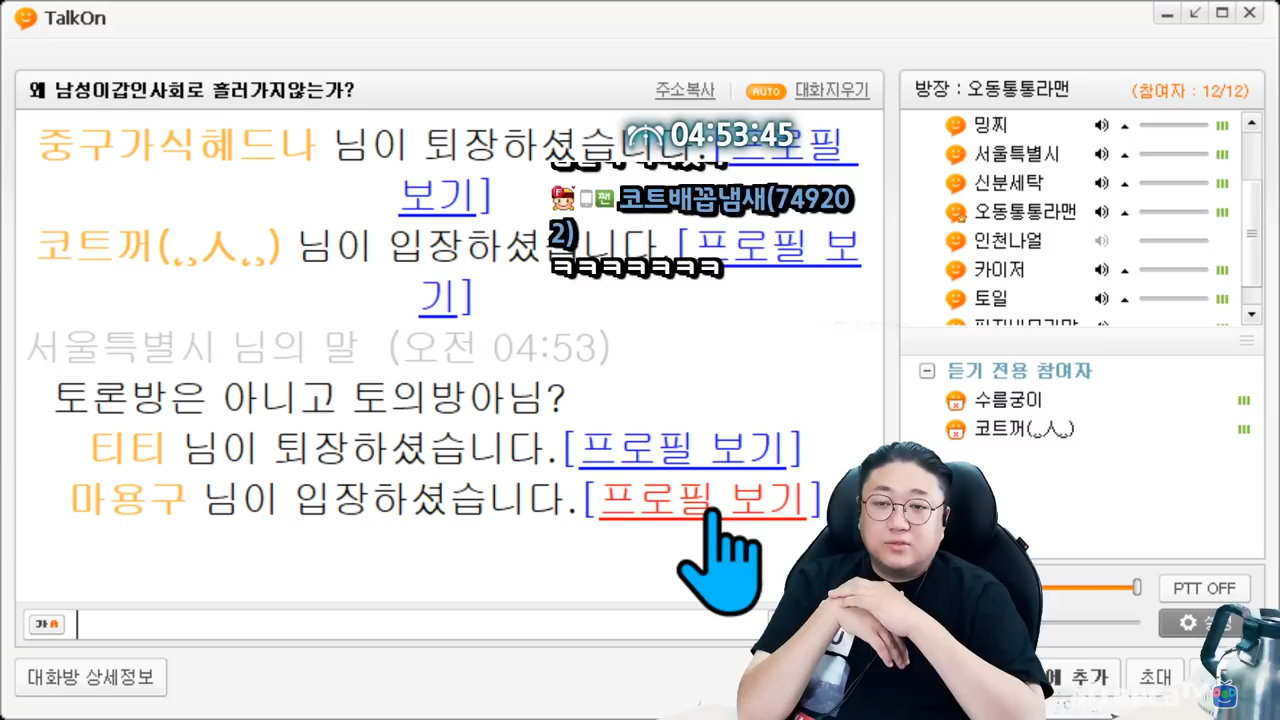 TalkOn
왜 남성이갑인사회로 흘러가지않는가?
주소복사
AUTO
대화지우기
중구가식헤드나 님이 퇴장하셨습니다.[프로필
보기]
코트꺼(¸¸人¸¸) 님이 입장하셨습니다.[프로필 보
기]
서울특별시 님의 말 (오전 04:53)
토론방은 아니고 토의방아님?
티티 님이 퇴장하셨습니다.[프로필 보기]
마용구 님이 입장하셨습니다.[프로필 보기]
04:53:45
팬 코트배꼽냄새(74920
2)
ㅋㅋㅋㅋㅋㅋㅋ
가A
대화방 상세정보
방장 : 오동통통라맨
(참여자 : 12/12)
밍찌
서울특별시
신분세탁
오동통통라맨
인천나얼
카이저
토일
듣기 전용 참여자
수름궁이
코트꺼(¸¸人¸¸)
PTT OFF
에 추가
초대